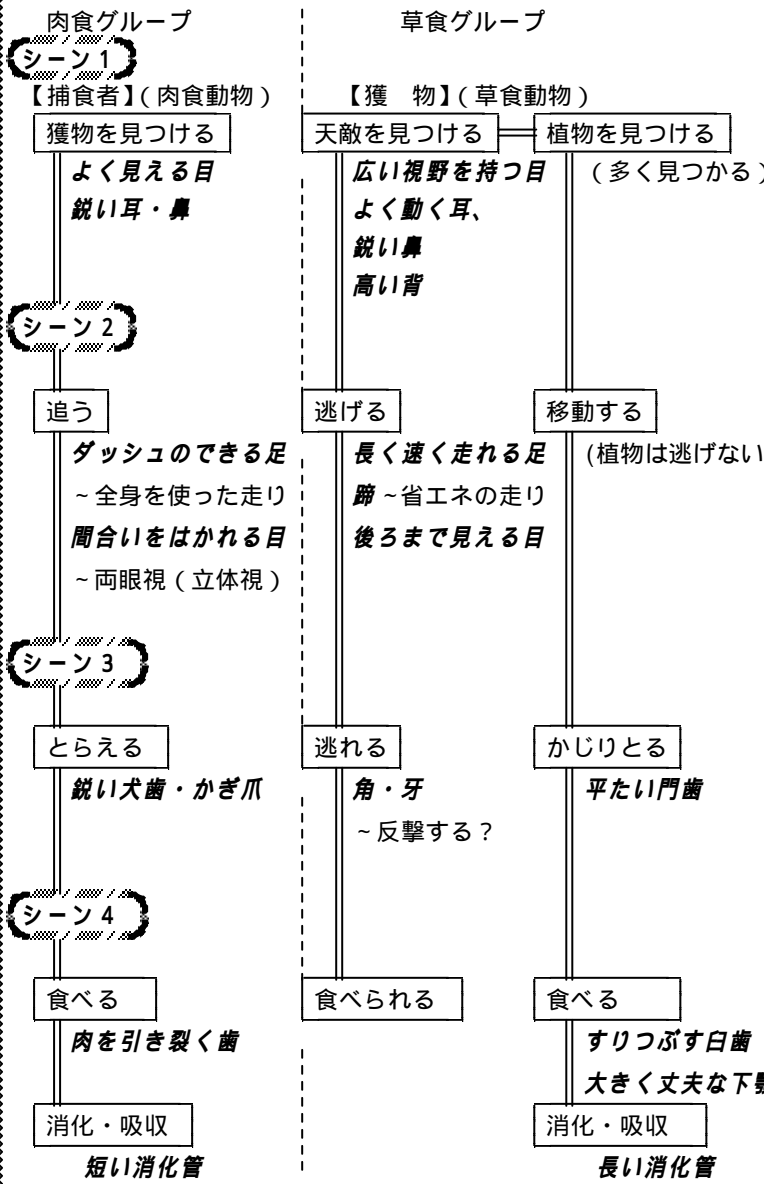 肉食グループ 草食グループ
シーン1
【捕食者】(肉食動物) 【獲 物】(草食動物)
獲物を見つける 天敵を見つける 植物を見つける
よく見える目 広い視野を持つ目 (多く見つかる)
鋭い耳・鼻 よく動く耳、
鋭い鼻
高い背
シーン2
追う 逃げる 移動する
ダッシュのできる足 長く速く走れる足 (植物は逃げない
~全身を使った走り 蹄~省エネの走り
間合いをはかれる目 後ろまで見える目
~両眼視(立体視)
シーン3
とらえる 逃れる かじりとる
鋭い犬歯・かぎ爪 角・牙 平たい門歯
~反撃する?
シーン4
食べる 食べられる 食べる
肉を引き裂く歯 すりつぶす臼歯
大きく丈夫な下顎
消化・吸収 消化・吸収
短い消化管 長い消化管